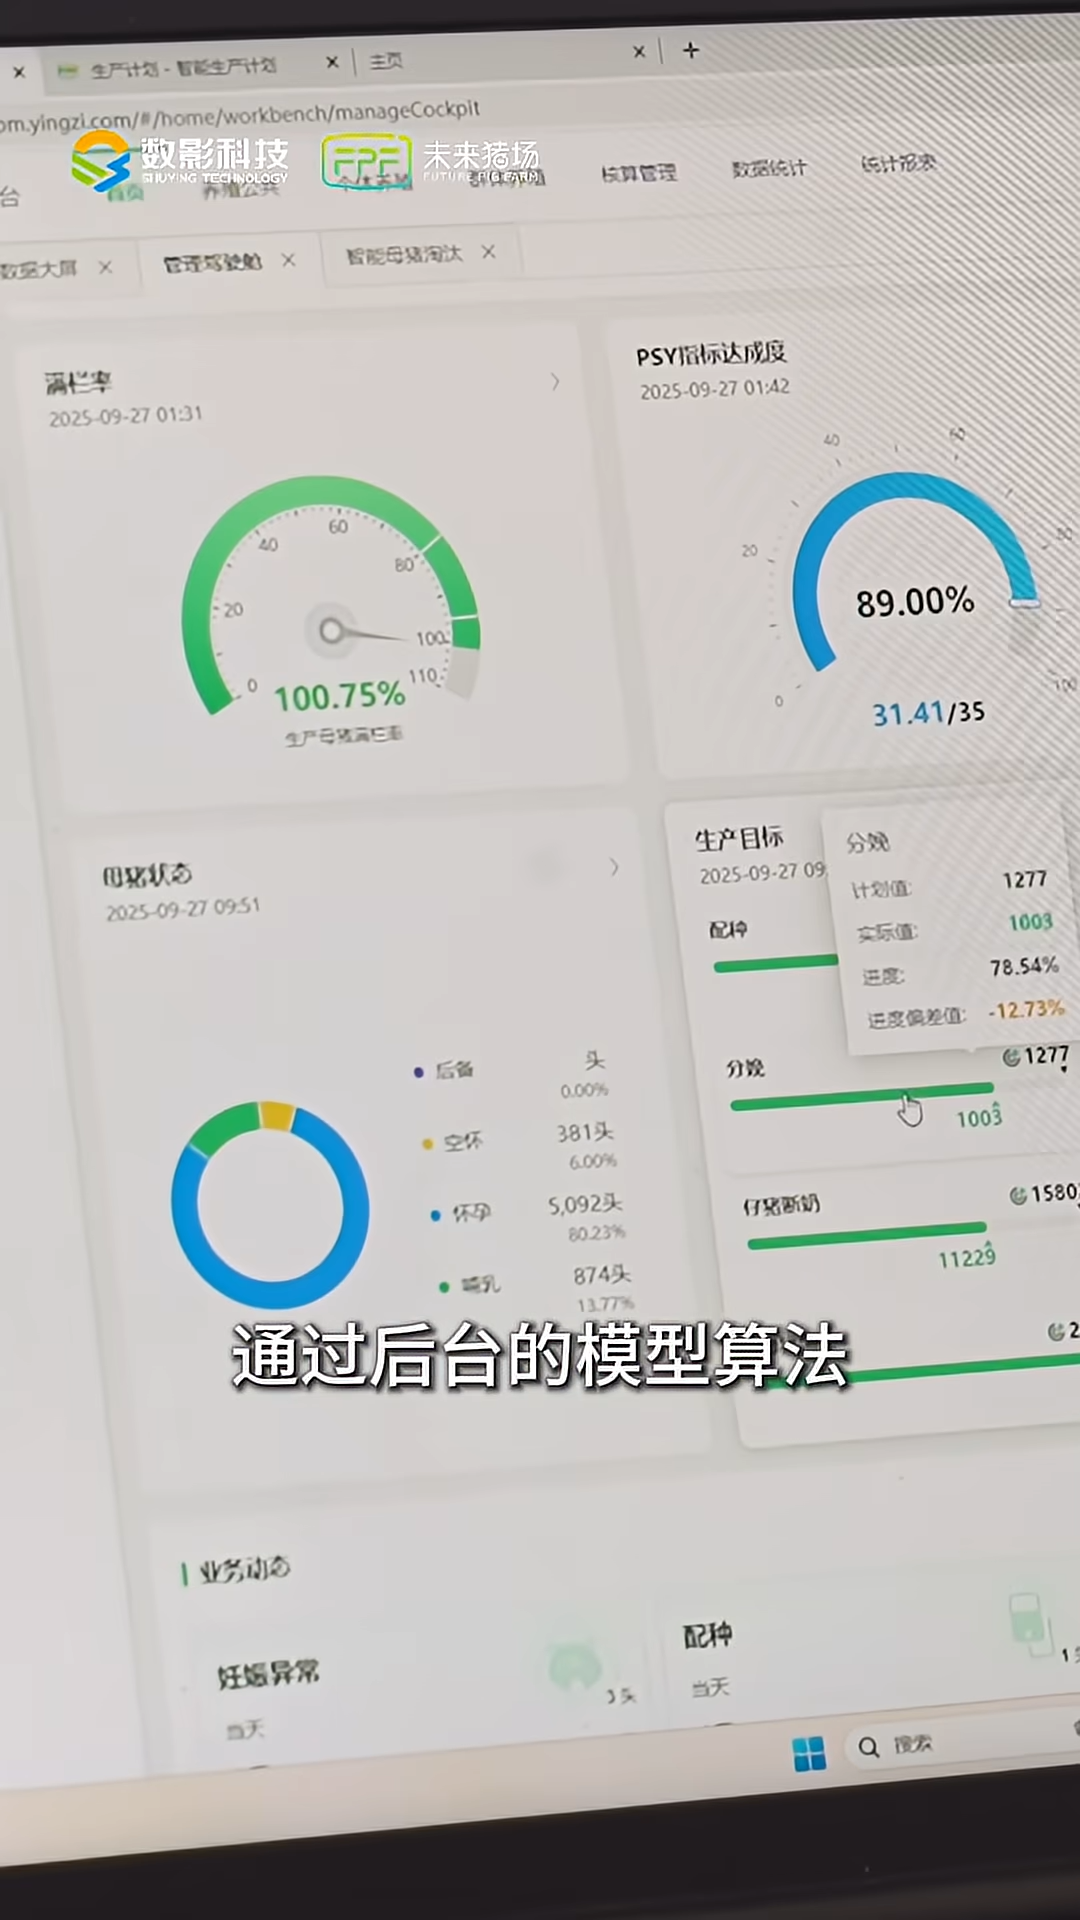 生产计划 - 智能生产计划
主页
om.yingzi.com/#/home/workbench/manageCockpit
数影科技
SHUYING TECHNOLOGY
FPF
未来猪场
FUTURE PIG FARM
台
首页
核算管理
数据统计
统计报表
数据大屏
管理驾驶舱
智能母猪淘汰
满栏率
2025-09-27 01:31
0
20
40
60
80
100
110
100.75%
生产母猪满栏率
PSY指标达成度
2025-09-27 01:42
0
20
40
60
80
100
89.00%
31.41/35
母猪状态
2025-09-27 09:51
后备 头
0.00%
空怀 381头
6.00%
怀孕 5,092头
80.23%
哺乳 874头
13.77%
生产目标
2025-09-27 09
配种
分娩
计划值: 1277
实际值: 1003
进度: 78.54%
进度偏差值: -12.73%
分娩
1277
1003
仔猪断奶
1580
11229
2
通过后台的模型算法
业务动态
妊娠异常
当天
头
配种
当天
1
搜索